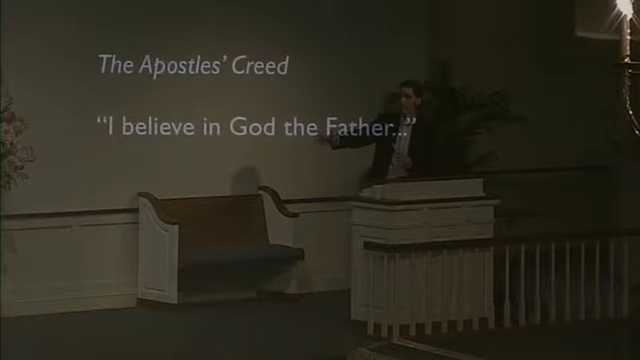 The Apostles’ Creed
“I believe in God the Father...”